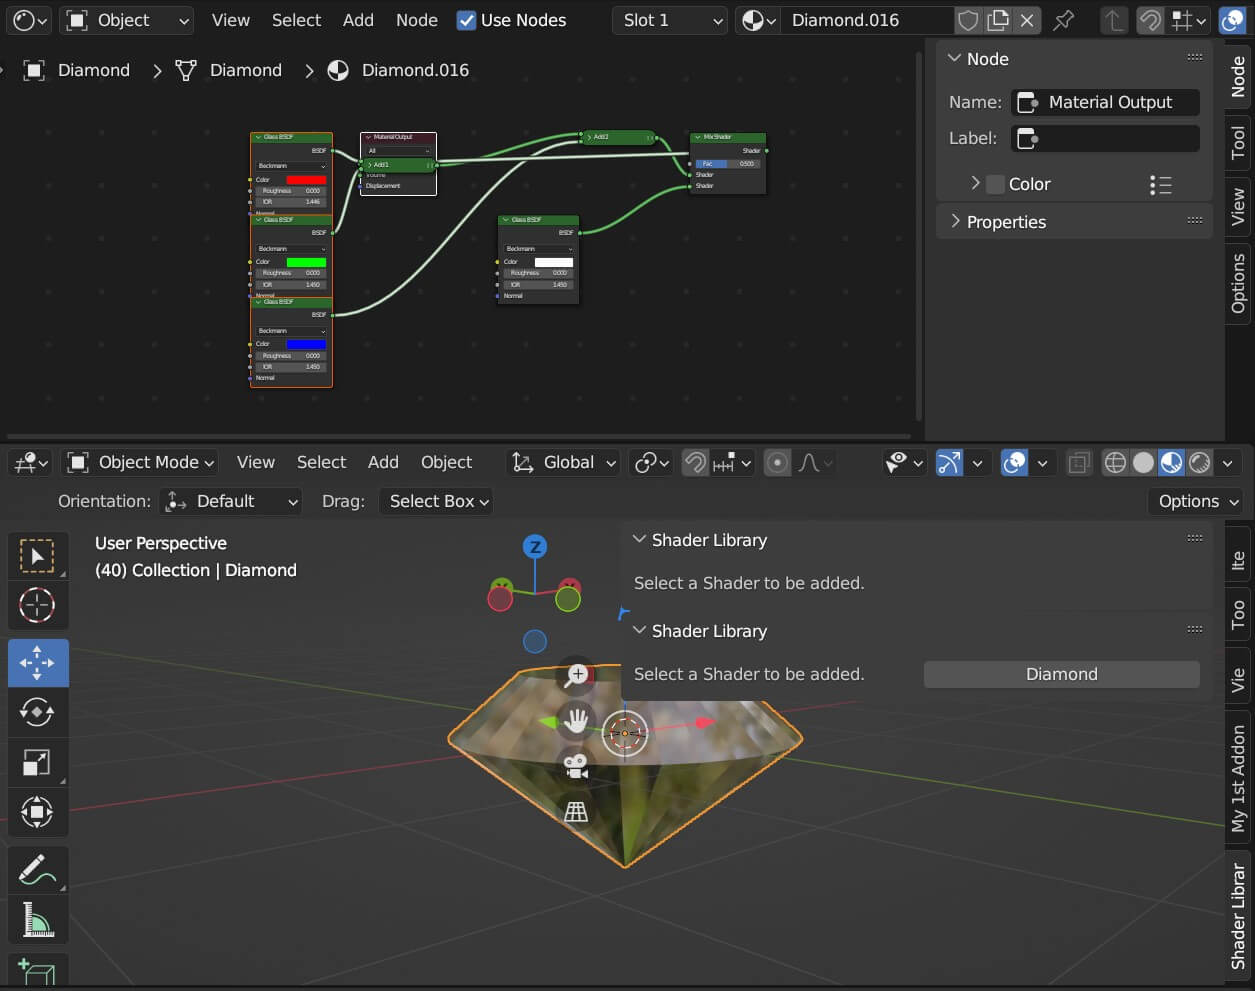 Object View Select Add Node Use Nodes Slot 1 Diamond.016
Diamond Diamond Diamond.016
Node
Name: Material Output
Label:
Color
Properties
Node
Tool
View
Options
Glass BSDF
BSDF
Beckmann
Color
Roughness 0.000
IOR 1.446
Normal
Glass BSDF
BSDF
Beckmann
Color
Roughness 0.000
IOR 1.450
Normal
Glass BSDF
BSDF
Beckmann
Color
Roughness 0.000
IOR 1.450
Normal
Material Output
All
Add1
Volume
Displacement
Add2
Glass BSDF
BSDF
Beckmann
Color
Roughness 0.000
IOR 1.450
Normal
Mix Shader
Shader
Fac 0.500
Shader
Shader
Object Mode View Select Add Object Global
Orientation: Default Drag: Select Box Options
User Perspective
(40) Collection | Diamond
Z
Shader Library
Select a Shader to be added.
Shader Library
Select a Shader to be added. Diamond
Ite
Too
Vie
My 1st Addon
Shader Librar